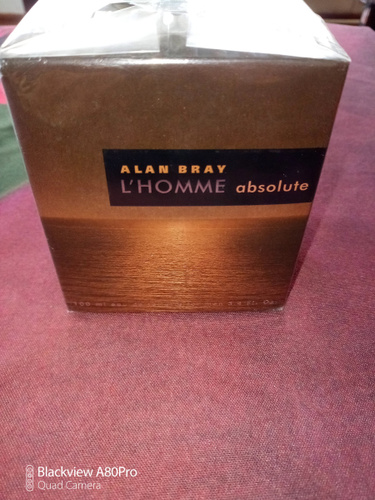 ALAN BRAY
L'HOMME absolute
Blackview A80Pro
Quad Camera